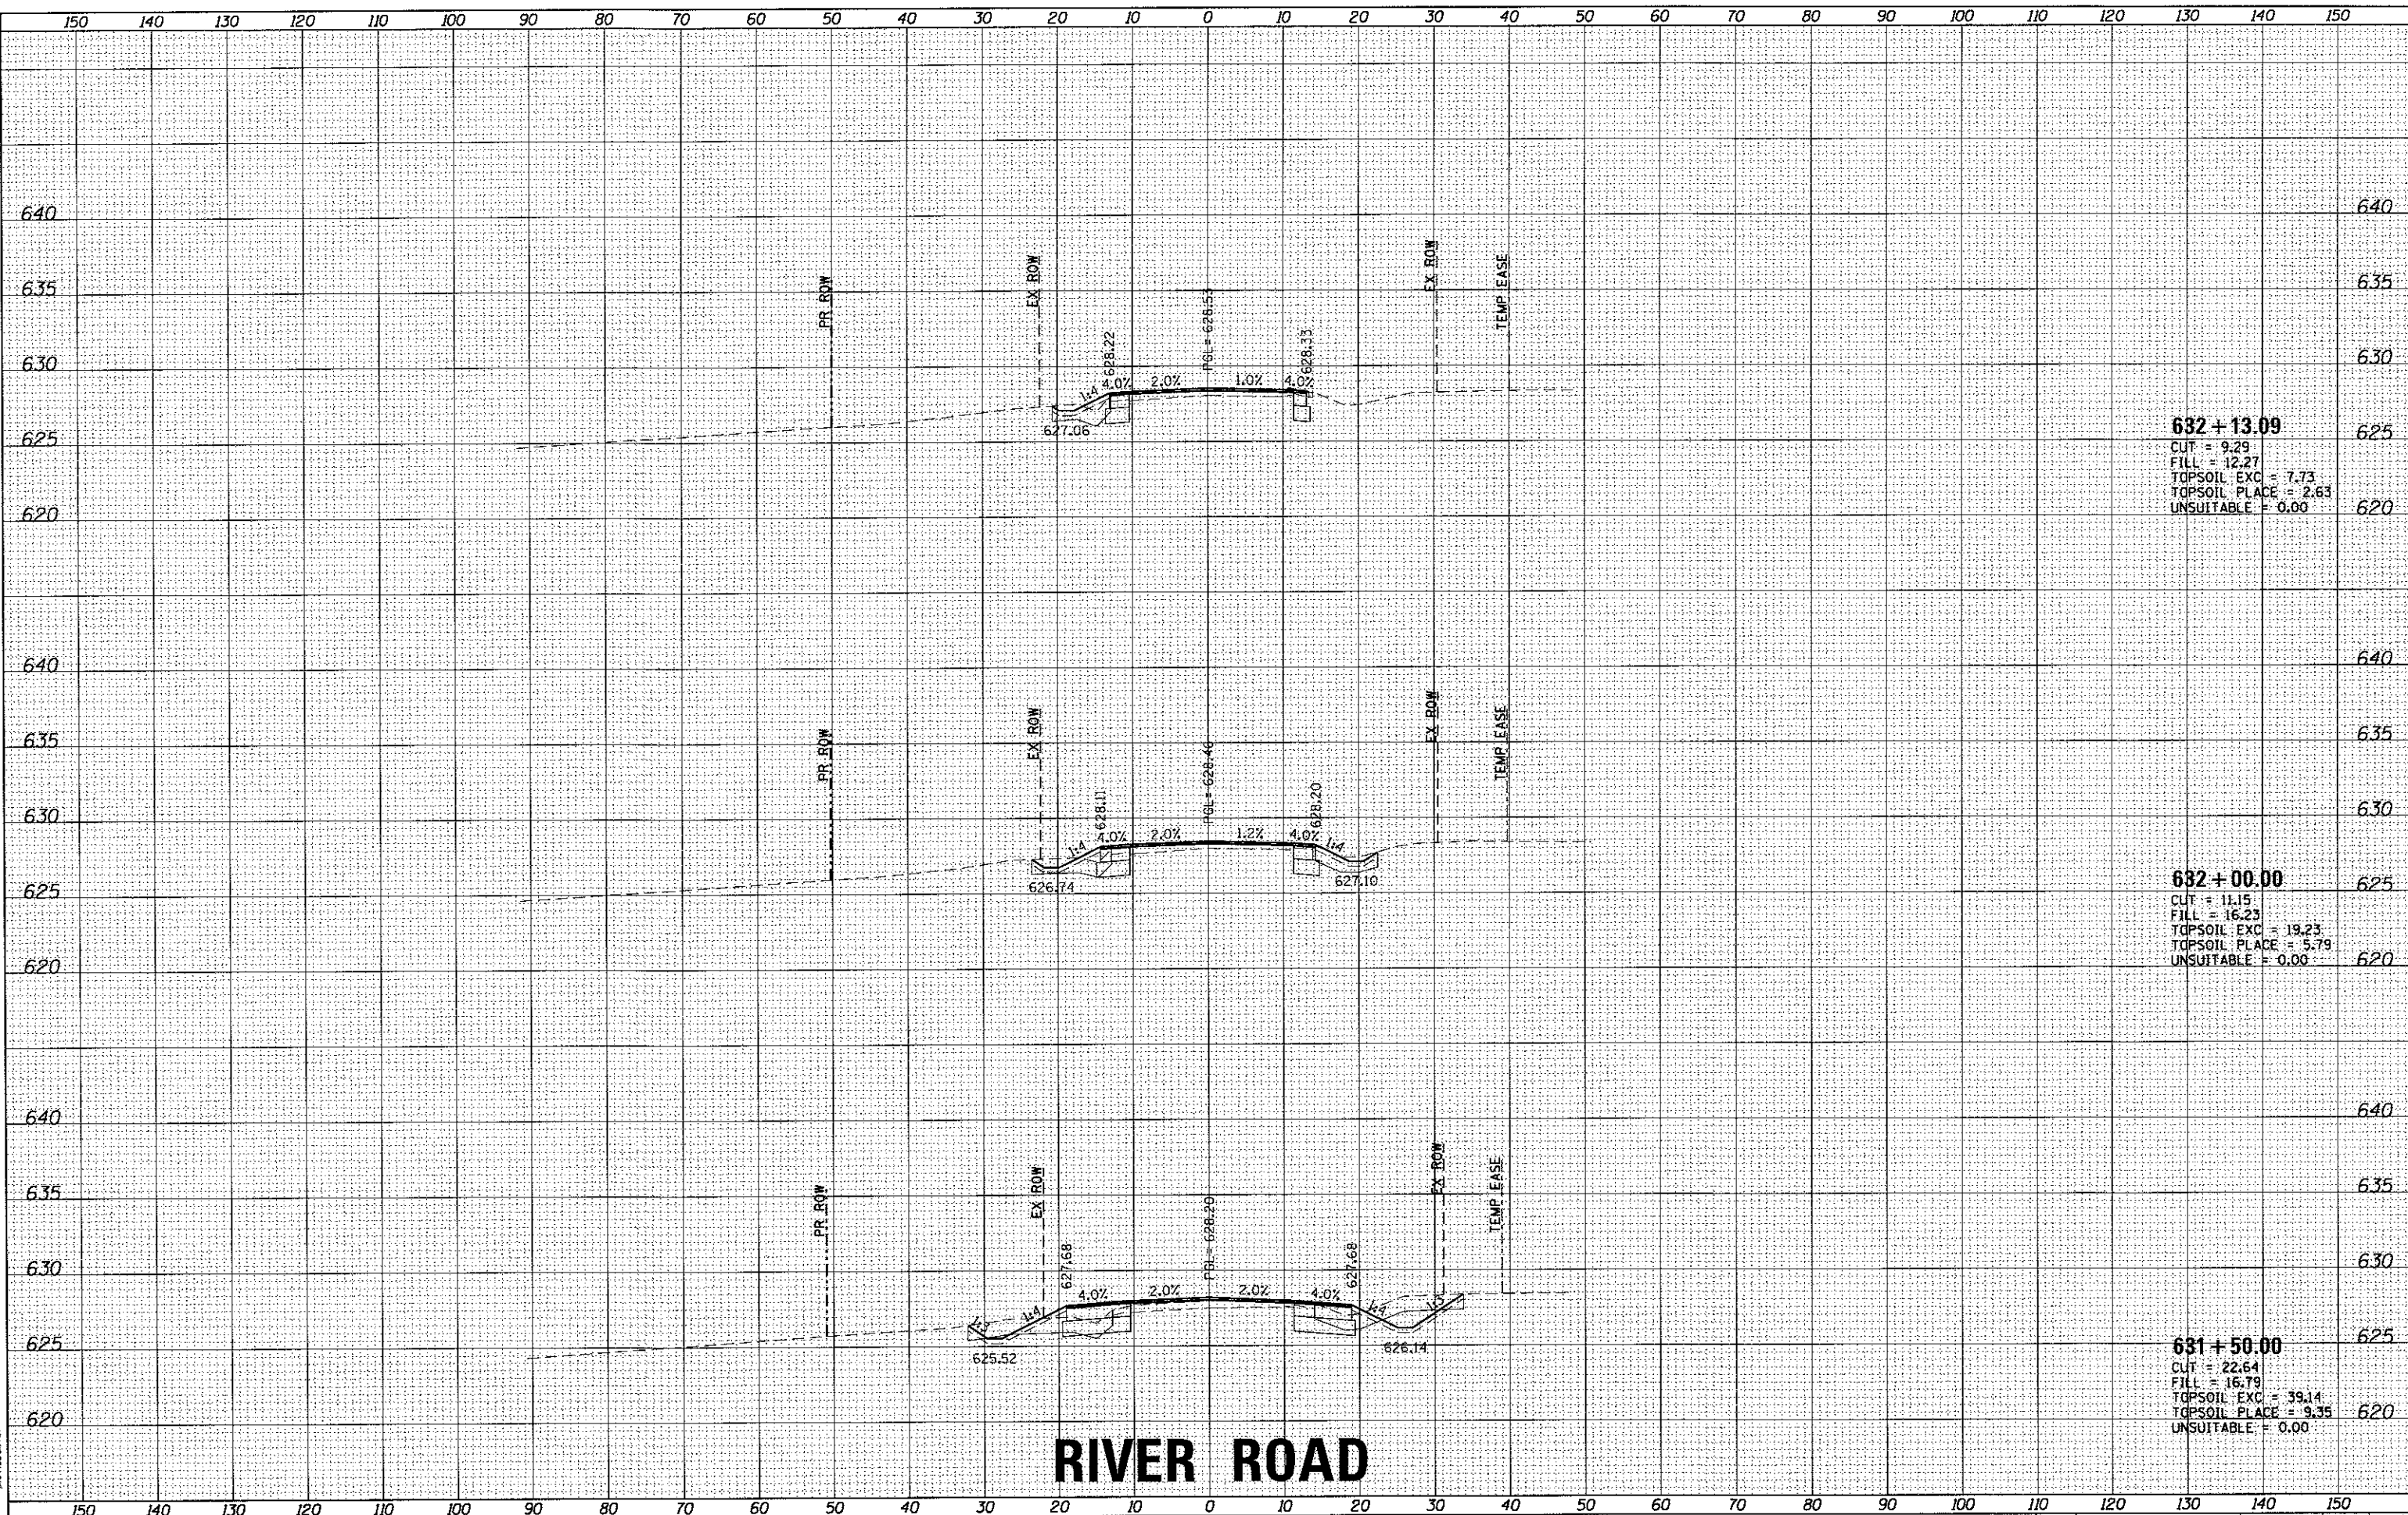 150 140 130 120 110 100 90 80 70 60 50 40 30 20 10 0 10 20 30 40 50 60 70 80 90 100 110 120 130 140 150
640 640
635 635
630 630
625 625
620 620
PR ROW
EX ROW
EX ROW
TEMP EASE
PGL= 628.53
628.22
628.33
1:4 4.0% 2.0% 1.0% 4.0%
627.06
632+13.09
CUT = 9.29
FILL = 12.27
TOPSOIL EXC = 7.73
TOPSOIL PLACE = 2.63
UNSUITABLE = 0.00
640 640
635 635
630 630
625 625
620 620
PR ROW
EX ROW
EX ROW
TEMP EASE
PGL= 628.46
628.11
628.20
1:4 4.0% 2.0% 1.2% 4.0% 1:4
626.74
627.10
632+00.00
CUT = 11.15
FILL = 16.23
TOPSOIL EXC = 19.23
TOPSOIL PLACE = 5.79
UNSUITABLE = 0.00
640 640
635 635
630 630
625 625
620 620
PR ROW
EX ROW
EX ROW
TEMP EASE
PGL= 628.20
627.68
627.68
1:4 4.0% 2.0% 2.0% 4.0% 1:4
625.52
626.14
631+50.00
CUT = 22.64
FILL = 16.79
TOPSOIL EXC = 39.14
TOPSOIL PLACE = 9.35
UNSUITABLE = 0.00
RIVER ROAD
150 140 130 120 110 100 90 80 70 60 50 40 30 20 10 0 10 20 30 40 50 60 70 80 90 100 110 120 130 140 150